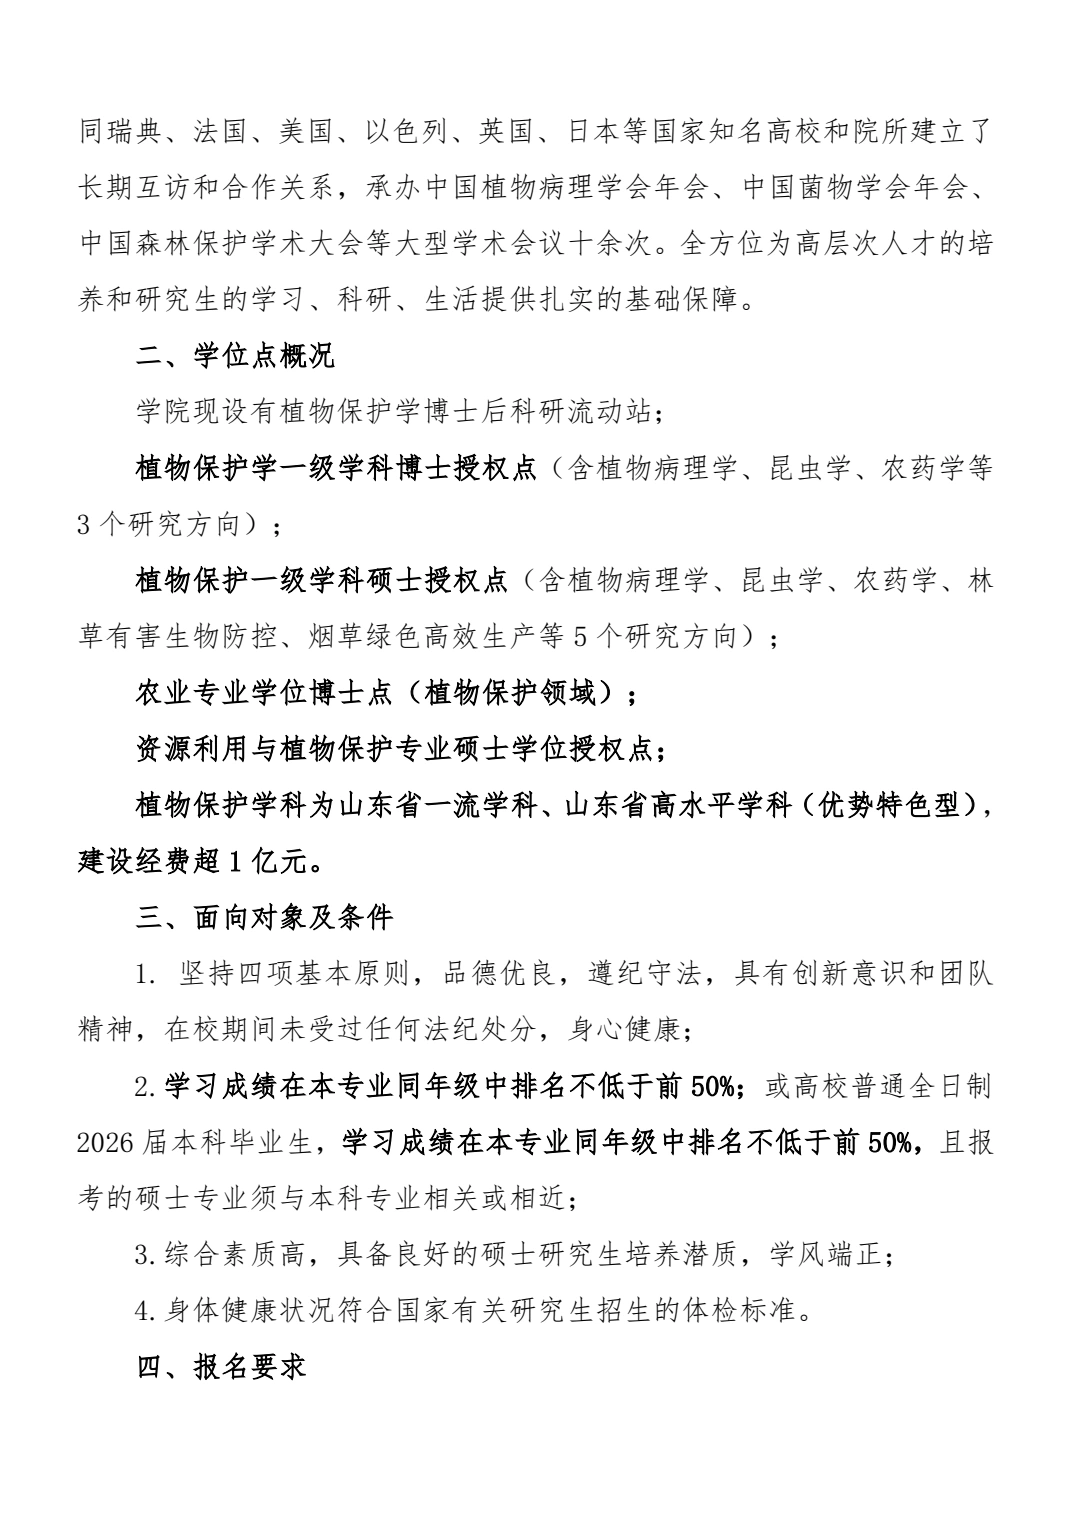 同瑞典、法国、美国、以色列、英国、日本等国家知名高校和院所建立了
长期互访和合作关系，承办中国植物病理学会年会、中国菌物学会年会、
中国森林保护学术大会等大型学术会议十余次。全方位为高层次人才的培
养和研究生的学习、科研、生活提供扎实的基础保障。
二、学位点概况
学院现设有植物保护学博士后科研流动站；
植物保护学一级学科博士授权点（含植物病理学、昆虫学、农药学等
3 个研究方向）；
植物保护一级学科硕士授权点（含植物病理学、昆虫学、农药学、林
草有害生物防控、烟草绿色高效生产等 5 个研究方向）；
农业专业学位博士点（植物保护领域）；
资源利用与植物保护专业硕士学位授权点；
植物保护学科为山东省一流学科、山东省高水平学科（优势特色型），
建设经费超 1 亿元。
三、面向对象及条件
1. 坚持四项基本原则，品德优良，遵纪守法，具有创新意识和团队
精神，在校期间未受过任何法纪处分，身心健康；
2.学习成绩在本专业同年级中排名不低于前 50%；或高校普通全日制
2026 届本科毕业生，学习成绩在本专业同年级中排名不低于前 50%，且报
考的硕士专业须与本科专业相关或相近；
3.综合素质高，具备良好的硕士研究生培养潜质，学风端正；
4.身体健康状况符合国家有关研究生招生的体检标准。
四、报名要求